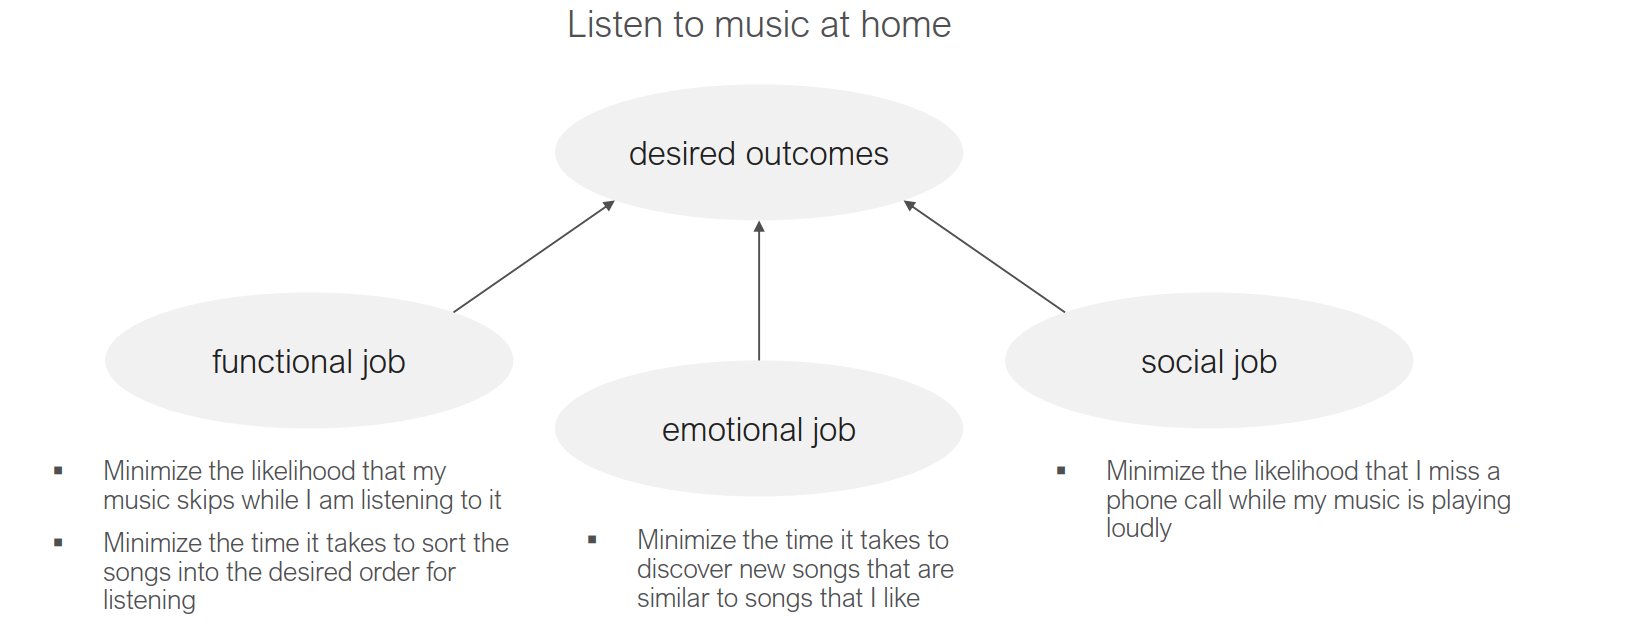 Listen to music at home
desired outcomes
functional job
emotional job
social job
▪ Minimize the likelihood that my
music skips while I am listening to it
▪ Minimize the time it takes to sort the
songs into the desired order for
listening
▪ Minimize the time it takes to
discover new songs that are
similar to songs that I like
▪ Minimize the likelihood that I miss a
phone call while my music is playing
loudly